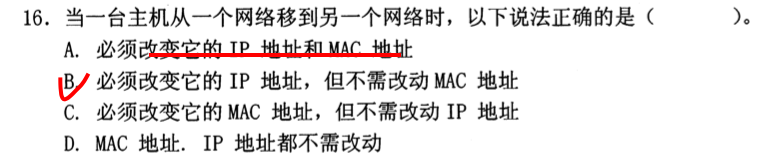 16. 当一台主机从一个网络移到另一个网络时，以下说法正确的是（　　）。
A. 必须改变它的 IP 地址和 MAC 地址
B. 必须改变它的 IP 地址，但不需改动 MAC 地址
C. 必须改变它的 MAC 地址，但不需改动 IP 地址
D. MAC 地址. IP 地址都不需改动